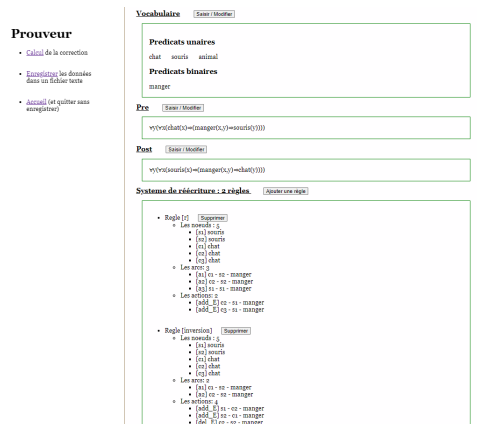 Prouveur
Calcul de la correction
Enregistrer les données
dans un fichier texte
Accueil (et quitter sans
enregistrer)
Vocabulaire Saisir / Modifier
Predicats unaires
chat souris animal
Predicats binaires
manger
Pre Saisir / Modifier
∀y(∀x(chat(x)⇒(manger(x,y)⇒souris(y))))
Post Saisir / Modifier
∀y(∀x(souris(x)⇒(manger(x,y)⇒chat(y))))
Systeme de réécriture : 2 règles Ajouter une règle
Regle [r] Supprimer
Les noeuds : 5
[s1] souris
[s2] souris
[c1] chat
[c2] chat
[c3] chat
Les arcs: 3
[a1] c1 - s2 - manger
[a2] c2 - s2 - manger
[a3] s1 - s1 - manger
Les actions: 2
[add_E] c2 - s1 - manger
[add_E] c3 - s1 - manger
Regle [inversion] Supprimer
Les noeuds : 5
[s1] souris
[s2] souris
[c1] chat
[c2] chat
[c3] chat
Les arcs: 2
[a1] c1 - s2 - manger
[a2] c2 - s2 - manger
Les actions: 4
[add_E] s1 - c2 - manger
[add_E] s2 - c1 - manger
[del_E] c2 - s2 - manger